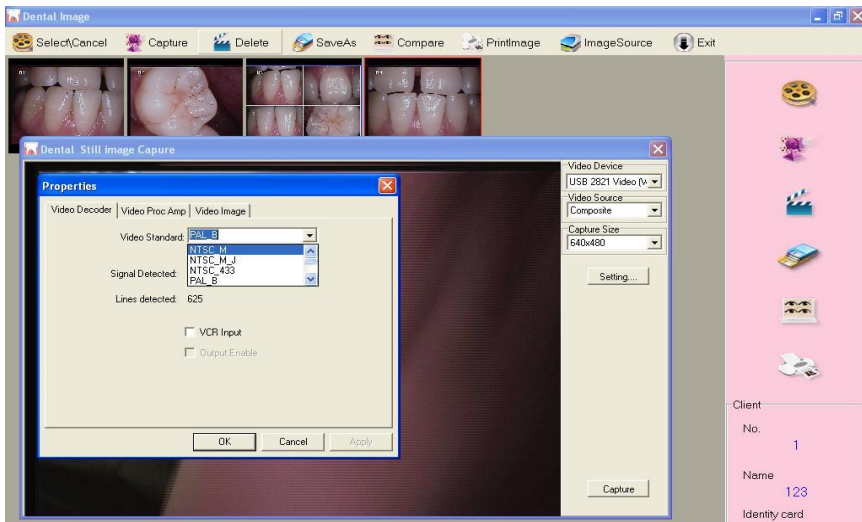 Dental Image
Select\Cancel Capture Delete SaveAs Compare PrintImage ImageSource Exit
Dental Still image Capure
Properties
Video Decoder Video Proc Amp Video Image
Video Standard: PAL_B
NTSC_M
NTSC_M_J
NTSC_433
PAL_B
Signal Detected:
Lines detected: 625
VCR Input
Output Enable
OK Cancel Apply
Video Device
USB 2821 Video (V
Video Source
Composite
Capture Size
640x480
Setting....
Capture
Client
No.
1
Name
123
Identity card